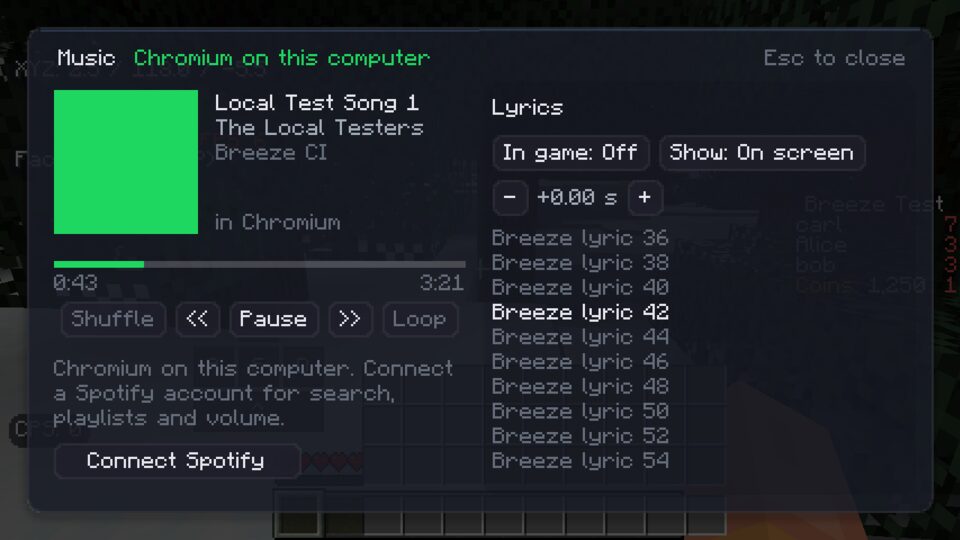 Music Chromium on this computer
Esc to close
Local Test Song 1
The Local Testers
Breeze CI
in Chromium
0:43
3:21
Shuffle
<<
Pause
>>
Loop
Chromium on this computer. Connect
a Spotify account for search,
playlists and volume.
Connect Spotify
Lyrics
In game: Off
Show: On screen
-
+0.00 s
+
Breeze lyric 36
Breeze lyric 38
Breeze lyric 40
Breeze lyric 42
Breeze lyric 44
Breeze lyric 46
Breeze lyric 48
Breeze lyric 50
Breeze lyric 52
Breeze lyric 54
Breeze Test
carl 7
Alice 3
bob 3
Coins: 1,250 1